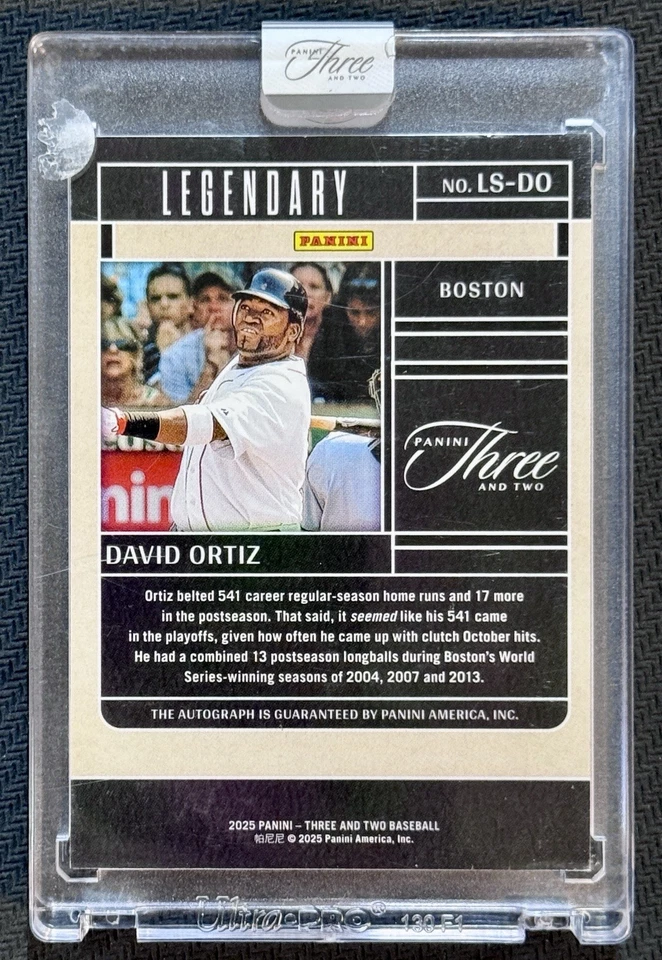 PANINI
Three
AND TWO
LEGENDARY
NO. LS-DO
PANINI
BOSTON
PANINI
Three
AND TWO
nin
DAVID ORTIZ
Ortiz belted 541 career regular-season home runs and 17 more
in the postseason. That said, it seemed like his 541 came
in the playoffs, given how often he came up with clutch October hits.
He had a combined 13 postseason longballs during Boston's World
Series-winning seasons of 2004, 2007 and 2013.
THE AUTOGRAPH IS GUARANTEED BY PANINI AMERICA, INC.
2025 PANINI – THREE AND TWO BASEBALL
帕尼尼 © 2025 Panini America, Inc.
Ultra-PRO®